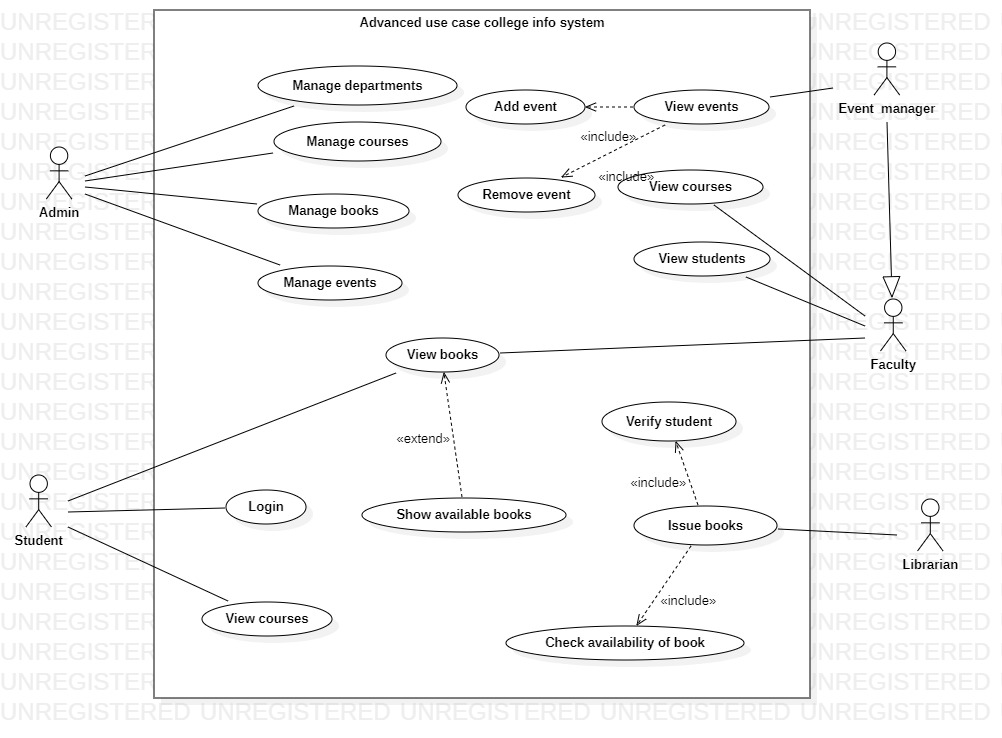 Advanced use case college info system
Manage departments
Add event
View events
Event manager
«include»
Manage courses
«include»
View courses
Remove event
Admin
Manage books
View students
Manage events
View books
Faculty
Verify student
«extend»
«include»
Login
Show available books
Issue books
Student
Librarian
«include»
View courses
Check availability of book
UNREGISTERED UNREGISTERED UNREGISTERED UNREGISTERED UNREGISTERED